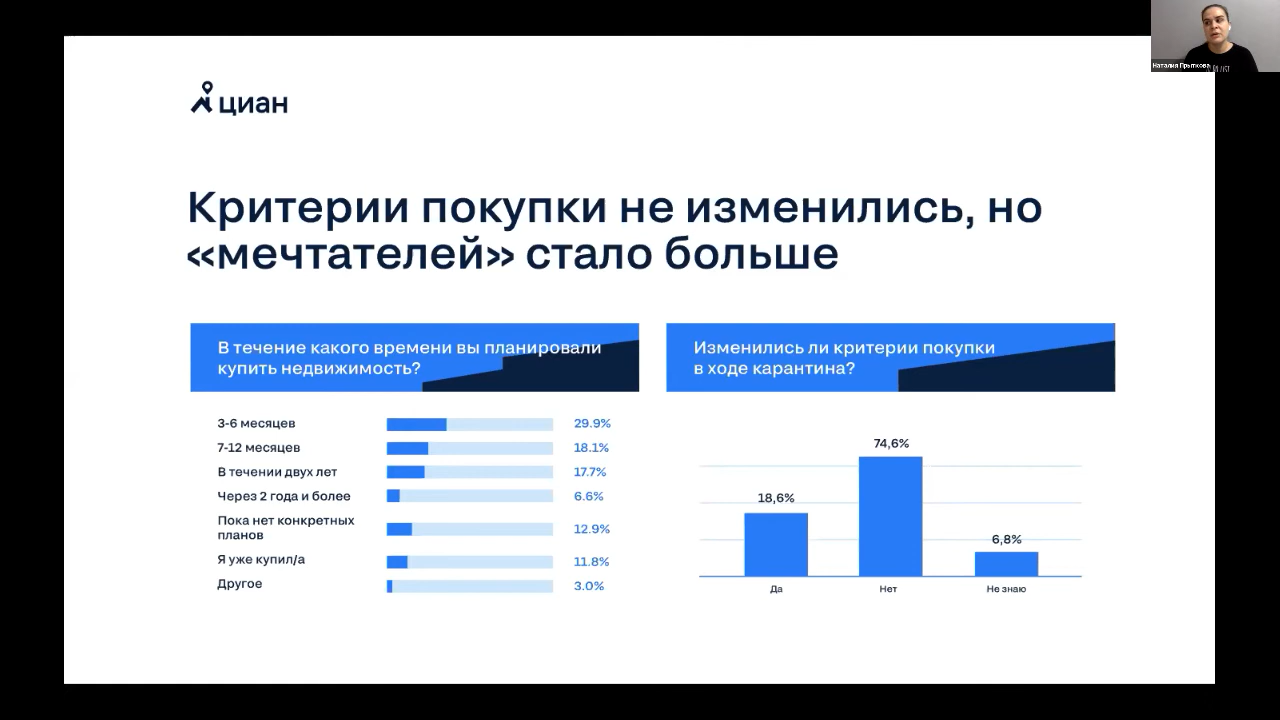 Наталия Прыткова
циан
Критерии покупки не изменились, но
«мечтателей» стало больше
В течение какого времени вы планировали
купить недвижимость?
3-6 месяцев 29.9%
7-12 месяцев 18.1%
В течении двух лет 17.7%
Через 2 года и более 6.6%
Пока нет конкретных
планов 12.9%
Я уже купил/а 11.8%
Другое 3.0%
Изменились ли критерии покупки
в ходе карантина?
74,6%
18,6%
6,8%
Да Нет Не знаю